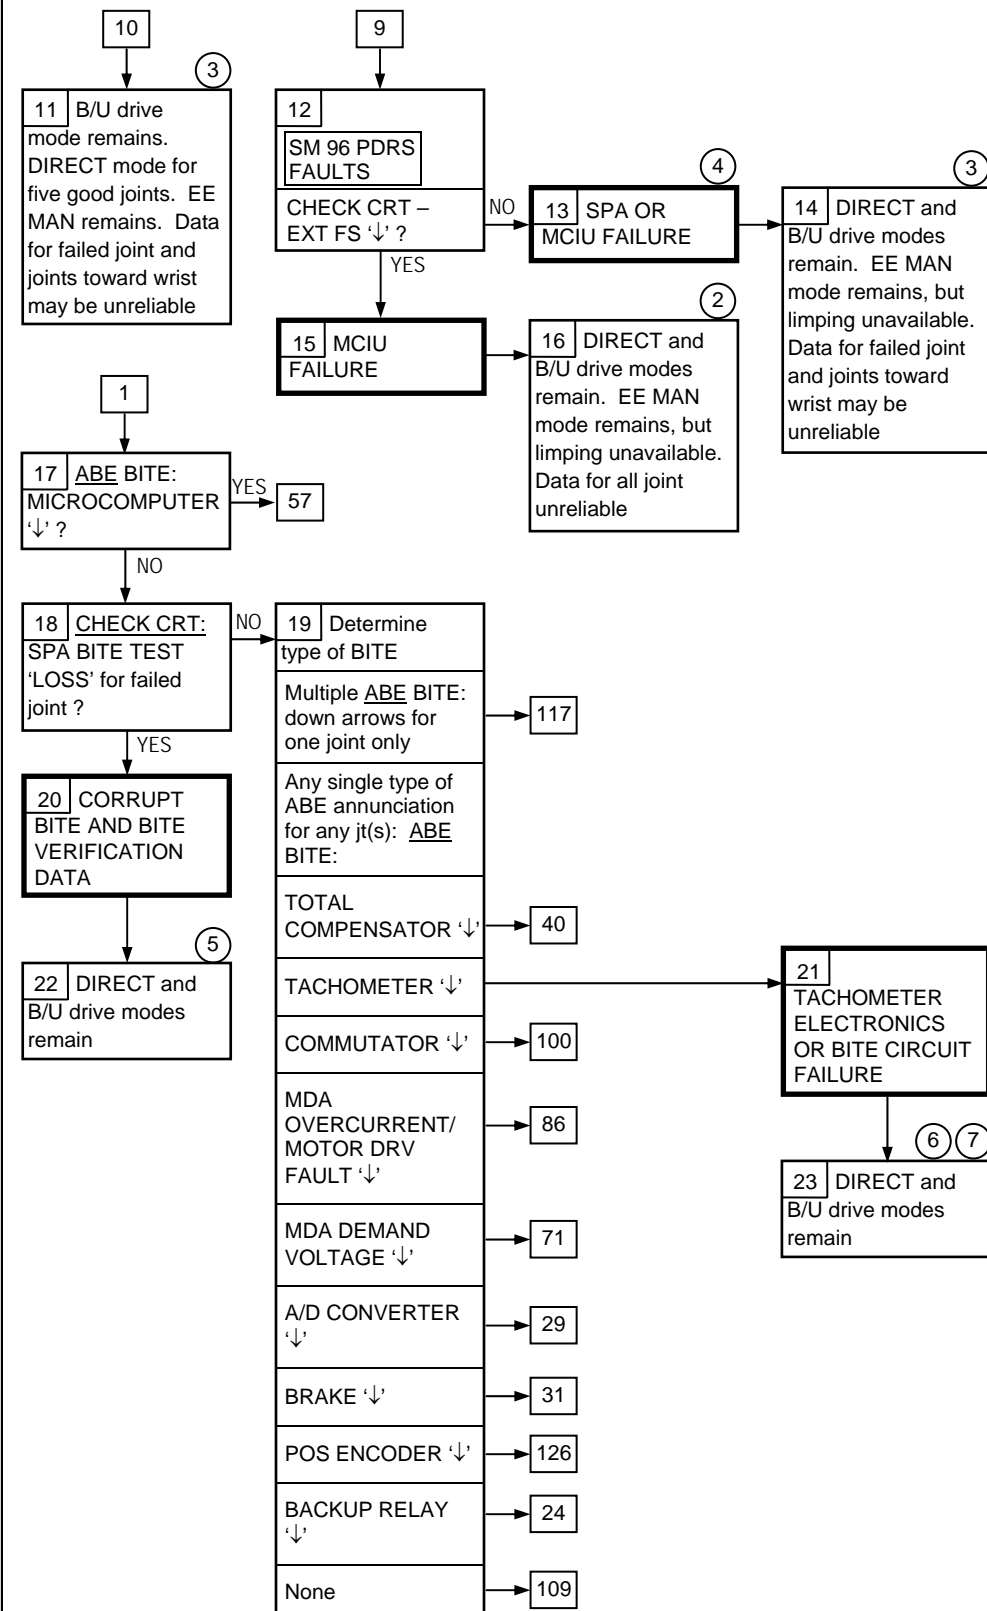 10
3
11 B/U drive
mode remains.
DIRECT mode for
five good joints. EE
MAN remains. Data
for failed joint and
joints toward wrist
may be unreliable
9
12
SM 96 PDRS
FAULTS
CHECK CRT –
EXT FS ‘↓’ ?
NO
YES
4
13 SPA OR
MCIU FAILURE
3
14 DIRECT and
B/U drive modes
remain. EE MAN
mode remains, but
limping unavailable.
Data for failed joint
and joints toward
wrist may be
unreliable
15 MCIU
FAILURE
2
16 DIRECT and
B/U drive modes
remain. EE MAN
mode remains, but
limping unavailable.
Data for all joint
unreliable
1
17 ABE BITE:
MICROCOMPUTER
‘↓’ ?
YES
57
NO
18 CHECK CRT:
SPA BITE TEST
‘LOSS’ for failed
joint ?
NO
YES
20 CORRUPT
BITE AND BITE
VERIFICATION
DATA
5
22 DIRECT and
B/U drive modes
remain
19 Determine
type of BITE
Multiple ABE BITE:
down arrows for
one joint only
117
Any single type of
ABE annunciation
for any jt(s): ABE
BITE:
TOTAL
COMPENSATOR ‘↓’
40
TACHOMETER ‘↓’
21
TACHOMETER
ELECTRONICS
OR BITE CIRCUIT
FAILURE
6 7
23 DIRECT and
B/U drive modes
remain
COMMUTATOR ‘↓’
100
MDA
OVERCURRENT/
MOTOR DRV
FAULT ‘↓’
86
MDA DEMAND
VOLTAGE ‘↓’
71
A/D CONVERTER
‘↓’
29
BRAKE ‘↓’
31
POS ENCODER ‘↓’
126
BACKUP RELAY
‘↓’
24
None
109